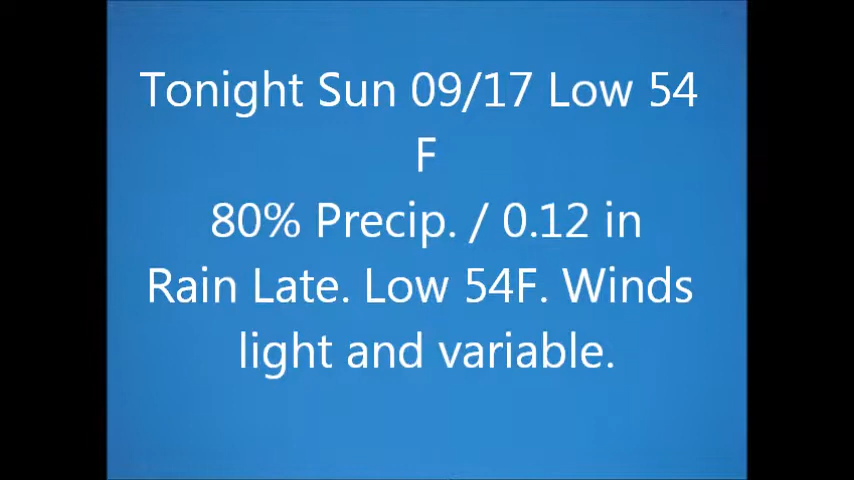 Tonight Sun 09/17 Low 54
F
80% Precip. / 0.12 in
Rain Late. Low 54F. Winds
light and variable.